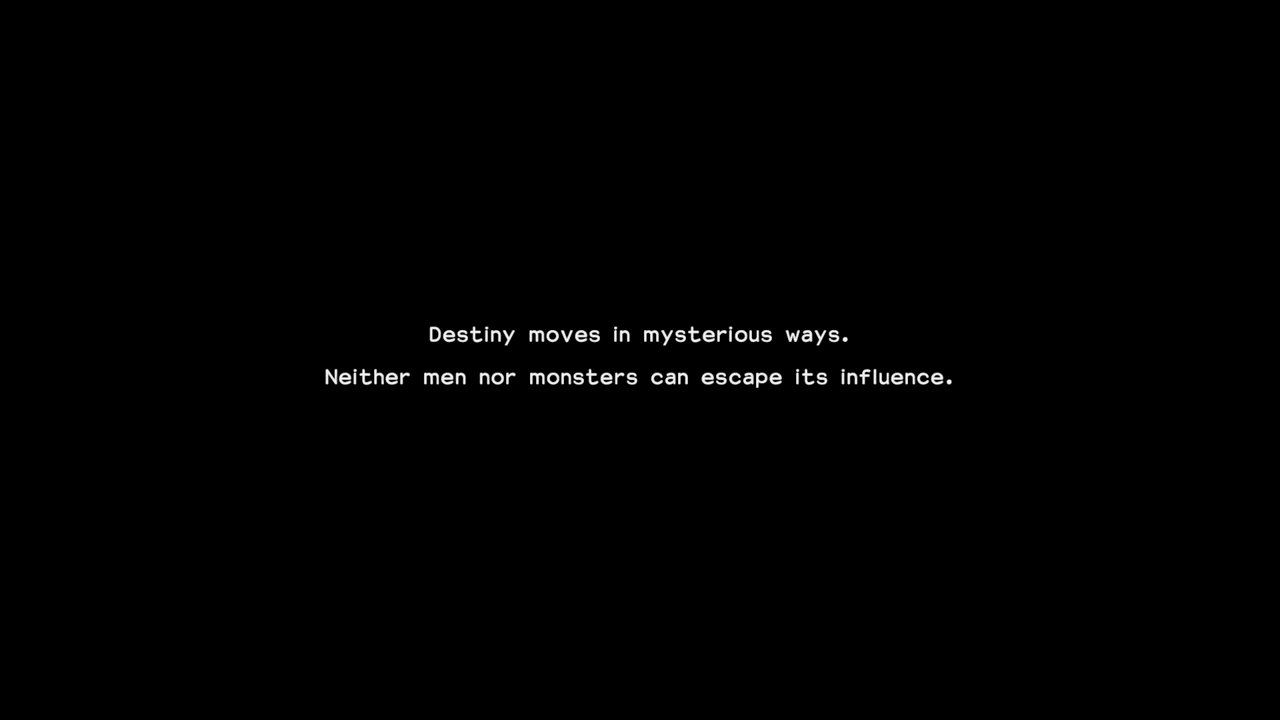 Destiny moves in mysterious ways.
Neither men nor monsters can escape its influence.